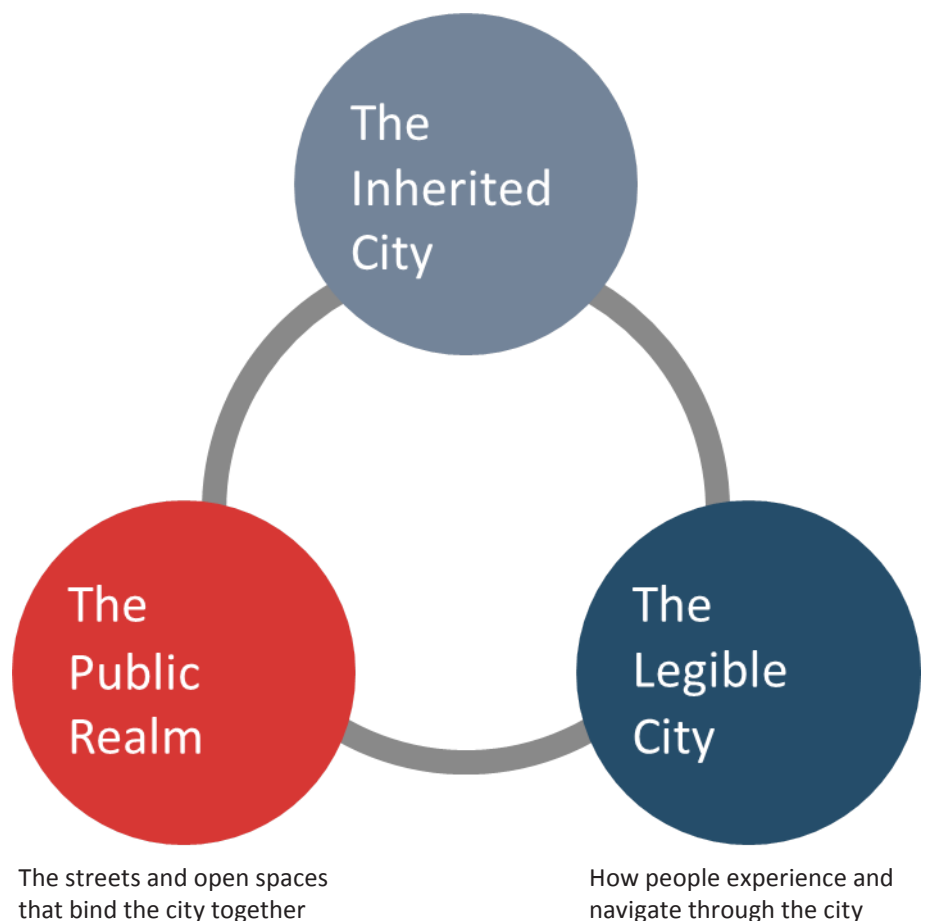 The
Inherited
City
The
Public
Realm
The
Legible
City
The streets and open spaces
that bind the city together
How people experience and
navigate through the city